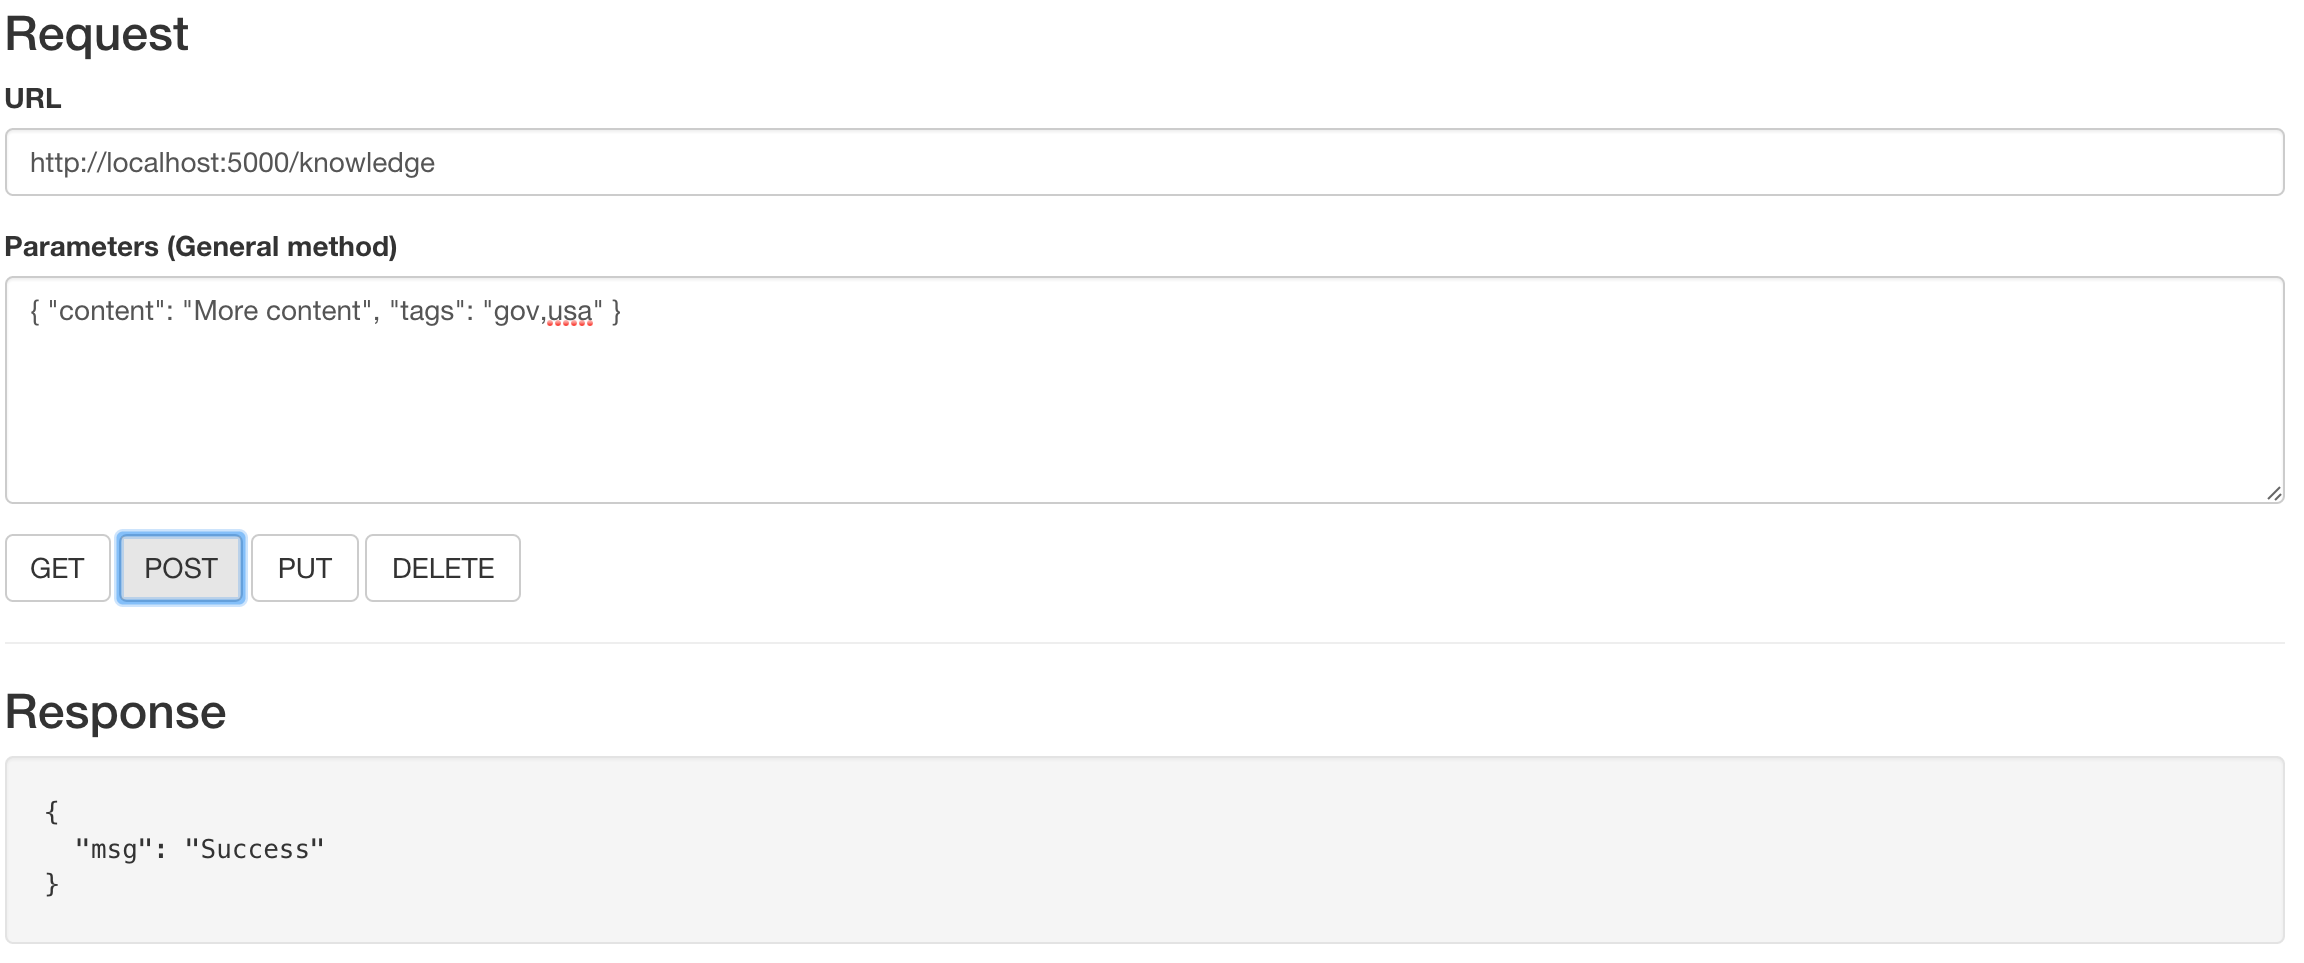 Request
URL
http://localhost:5000/knowledge
Parameters (General method)
{ "content": "More content", "tags": "gov,usa" }
GET POST PUT DELETE
Response
{
"msg": "Success"
}